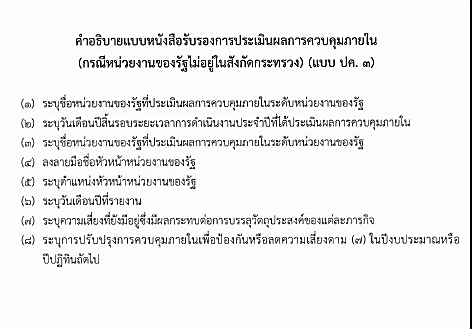 คำอธิบายแบบหนังสือรับรองการประเมินผลการควบคุมภายใน
(กรณีหน่วยงานของรัฐไม่อยู่ในสังกัดกระทรวง) (แบบ ปค. ๓)
(๑) ระบุชื่อหน่วยงานของรัฐที่ประเมินผลการควบคุมภายในระดับหน่วยงานของรัฐ
(๒) ระบุวันเดือนปีสิ้นรอบระยะเวลาการดำเนินงานประจำปีที่ได้ประเมินผลการควบคุมภายใน
(๓) ระบุชื่อหน่วยงานของรัฐที่ประเมินผลการควบคุมภายในระดับหน่วยงานของรัฐ
(๔) ลงลายมือชื่อหัวหน้าหน่วยงานของรัฐ
(๕) ระบุตำแหน่งหัวหน้าหน่วยงานของรัฐ
(๖) ระบุวันเดือนปีที่รายงาน
(๗) ระบุความเสี่ยงที่ยังมีอยู่ซึ่งมีผลกระทบต่อการบรรลุวัตถุประสงค์ของแต่ละภารกิจ
(๘) ระบุการปรับปรุงการควบคุมภายในเพื่อป้องกันหรือลดความเสี่ยงตาม (๗) ในปีงบประมาณหรือ
ปีปฏิทินถัดไป